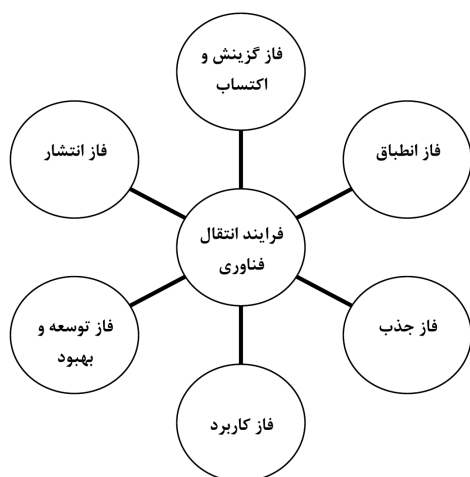 فاز گزینش و
اکتساب
فاز انطباق
فاز جذب
فاز کاربرد
فاز توسعه و
بهبود
فاز انتشار
فرایند انتقال
فناوری